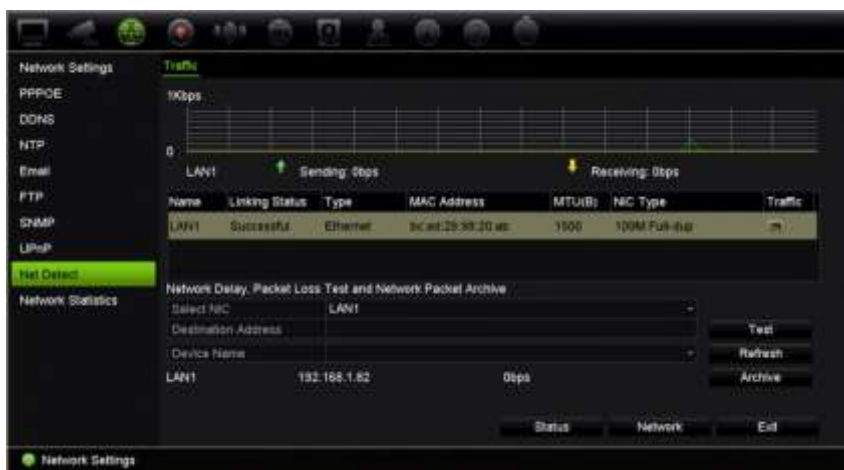 Network Settings
Traffic
PPPOE
1Kbps
DDNS
NTP
0
Email
LAN1 Sending: 0bps Receiving: 0bps
FTP
Name Linking Status Type MAC Address MTU(B) NIC Type Traffic
SNMP
LAN1 Successful Ethernet 1500 100M Full-dup
UPnP
Net Detect
Network Delay, Packet Loss Test and Network Packet Archive
Network Statistics
Select NIC LAN1
Destination Address Test
Device Name Refresh
LAN1 192.168.1.82 0bps Archive
Status Network Exit
Network Settings